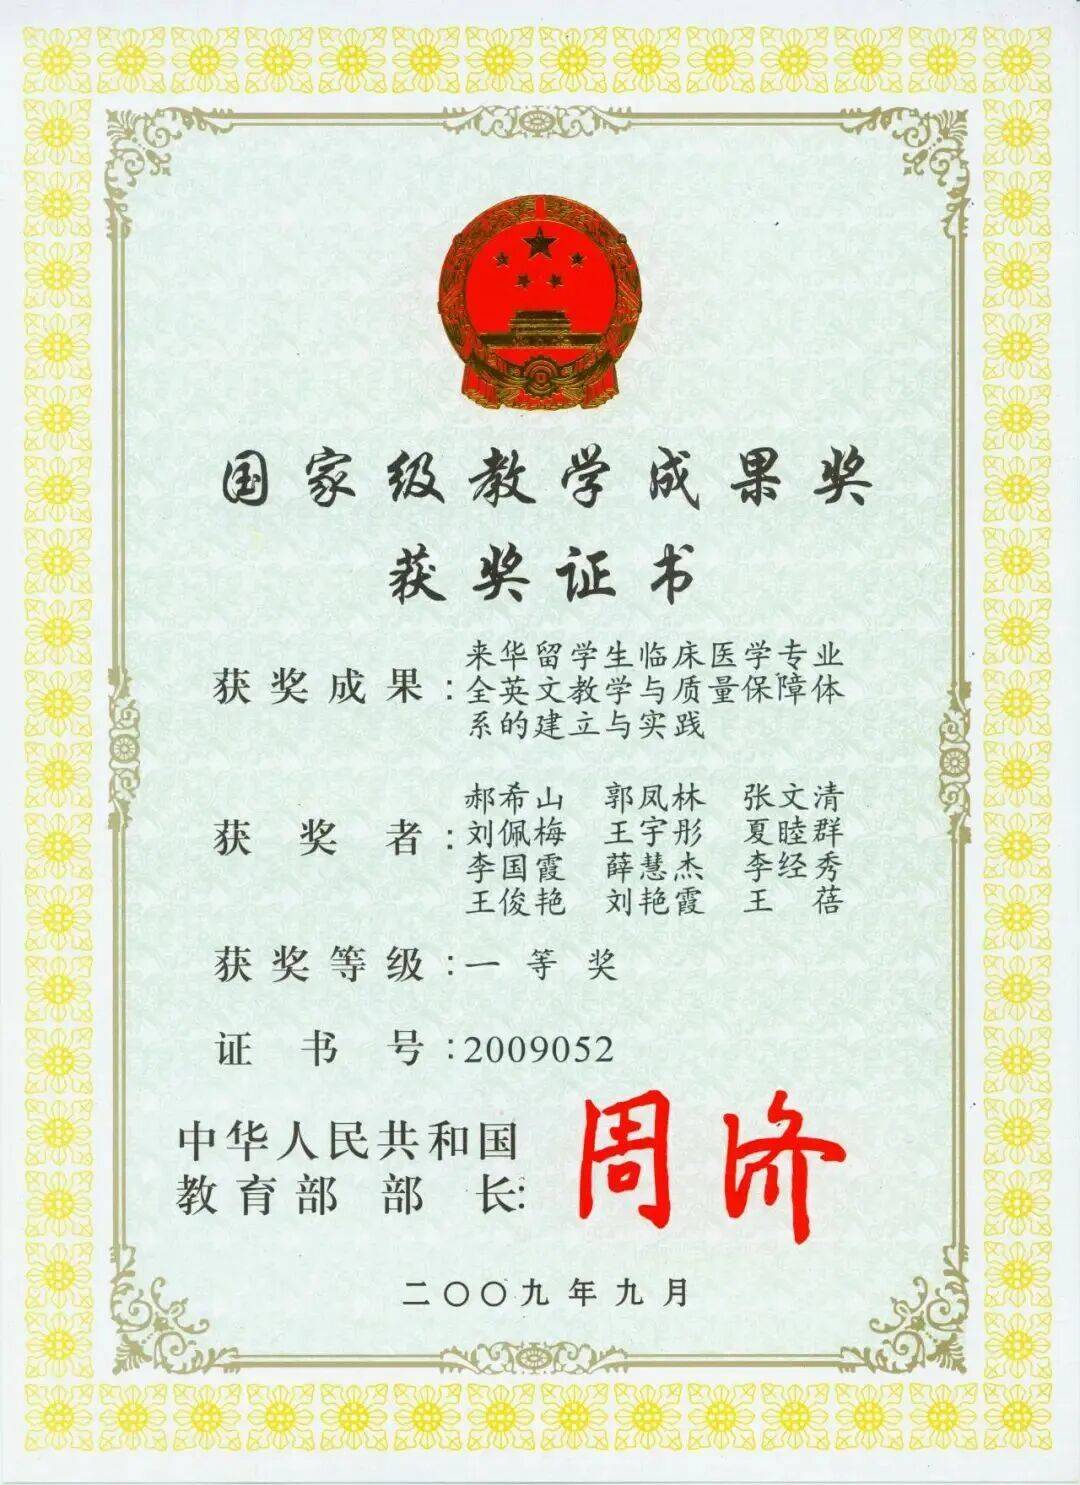 国家级教学成果奖
获奖证书
获奖成果:来华留学生临床医学专业
全英文教学与质量保障体
系的建立与实践
获奖者:郝希山 郭凤林 张文清
刘佩梅 王宇彤 夏睦群
李国霞 薛慧杰 李经秀
王俊艳 刘艳霞 王蓓
获奖等级:一等奖
证书号:2009052
中华人民共和国
教育部部长:周济
二〇〇九年九月